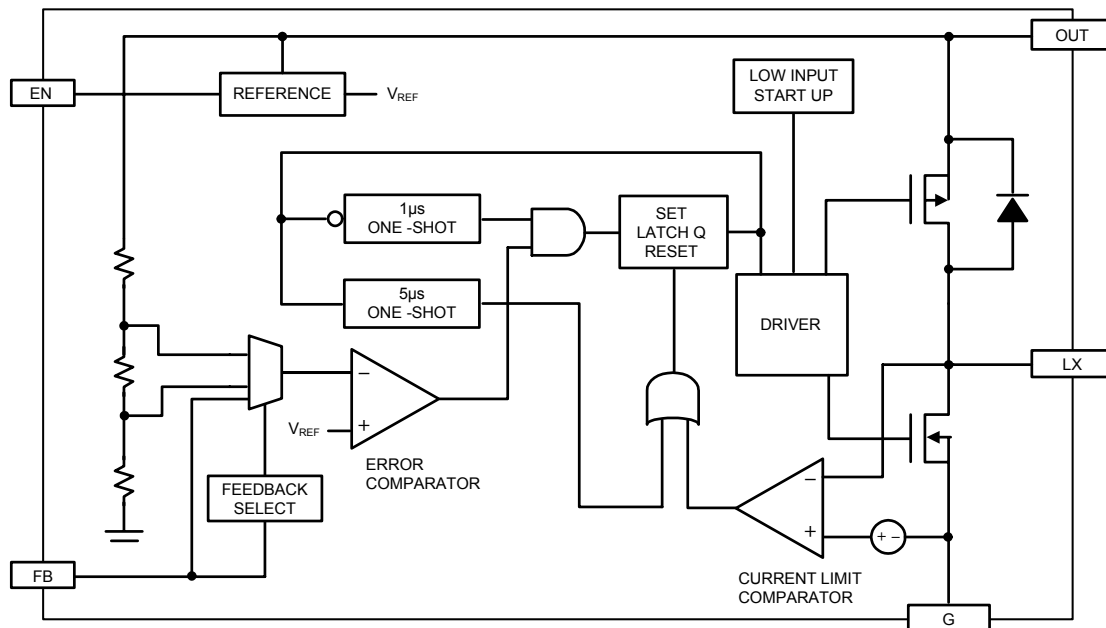 OUT
EN
REFERENCE
VREF
LOW INPUT
START UP
1µs
ONE -SHOT
SET
LATCH Q
RESET
5µs
ONE -SHOT
DRIVER
LX
−
+
VREF
ERROR
COMPARATOR
FEEDBACK
SELECT
−
+
+ −
CURRENT LIMIT
COMPARATOR
FB
G